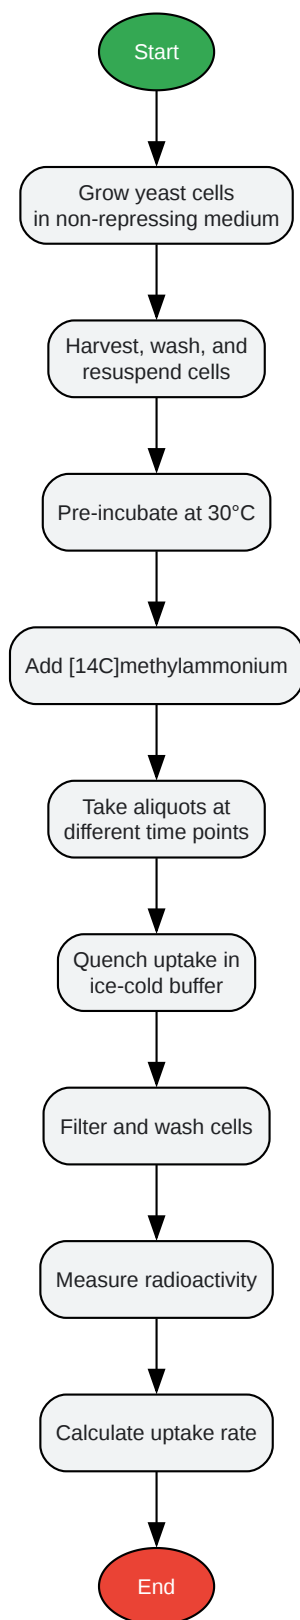 Start
Grow yeast cells
in non-repressing medium
Harvest, wash, and
resuspend cells
Pre-incubate at 30°C
Add [14C]methylammonium
Take aliquots at
different time points
Quench uptake in
ice-cold buffer
Filter and wash cells
Measure radioactivity
Calculate uptake rate
End